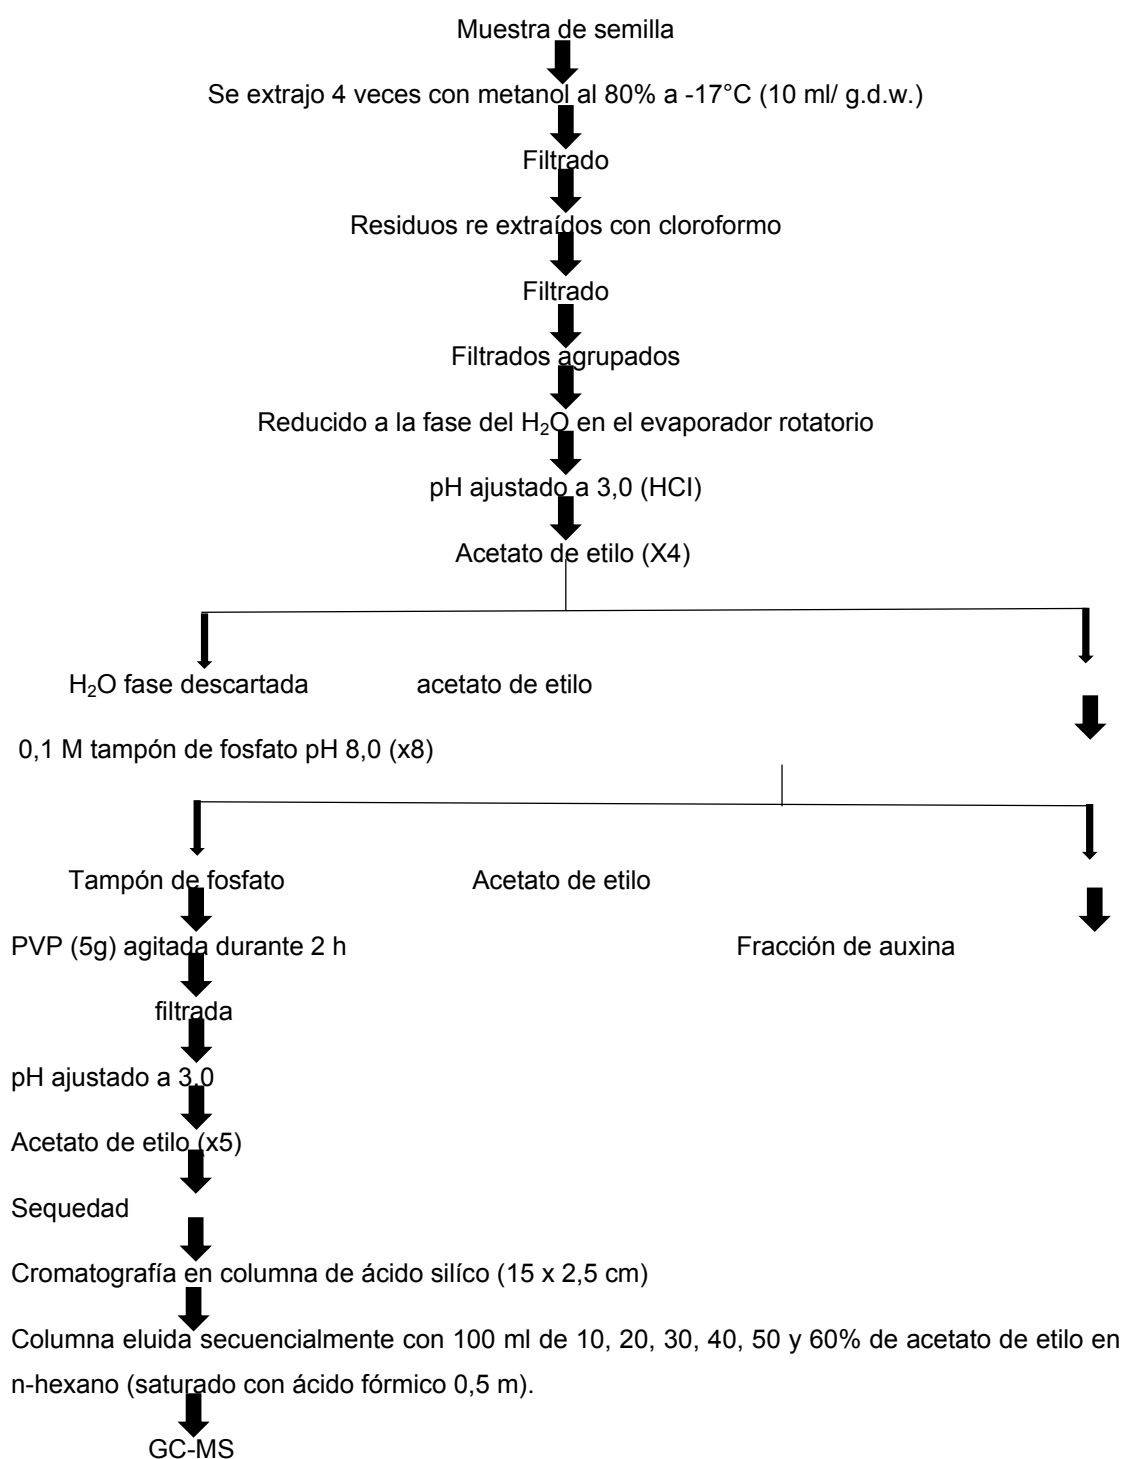 Muestra de semilla
Se extrajo 4 veces con metanol al 80% a -17°C (10 ml/ g.d.w.)
Filtrado
Residuos re extraídos con cloroformo
Filtrado
Filtrados agrupados
Reducido a la fase del H₂O en el evaporador rotatorio
pH ajustado a 3,0 (HCl)
Acetato de etilo (X4)
H₂O fase descartada acetato de etilo
0,1 M tampón de fosfato pH 8,0 (x8)
Tampón de fosfato Acetato de etilo
PVP (5g) agitada durante 2 h Fracción de auxina
filtrada
pH ajustado a 3,0
Acetato de etilo (x5)
Sequedad
Cromatografía en columna de ácido silíco (15 x 2,5 cm)
Columna eluida secuencialmente con 100 ml de 10, 20, 30, 40, 50 y 60% de acetato de etilo en
n-hexano (saturado con ácido fórmico 0,5 m).
GC-MS